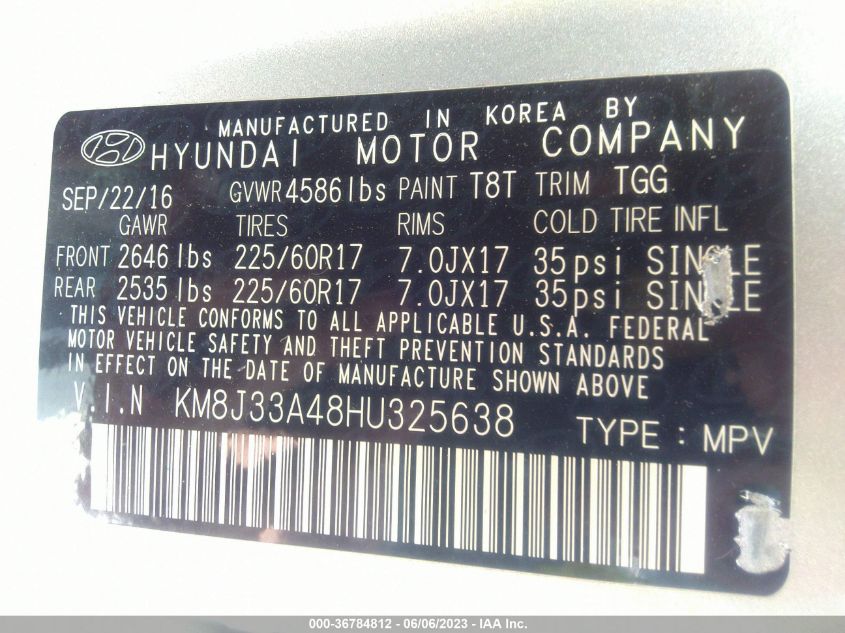 MANUFACTURED IN KOREA BY
HYUNDAI MOTOR COMPANY
SEP/22/16 GVWR 4586 lbs PAINT T8T TRIM TGG
GAWR TIRES RIMS COLD TIRE INFL
FRONT 2646 lbs 225/60R17 7.0JX17 35psi SINGLE
REAR 2535 lbs 225/60R17 7.0JX17 35psi SINGLE
THIS VEHICLE CONFORMS TO ALL APPLICABLE U.S.A. FEDERAL
MOTOR VEHICLE SAFETY AND THEFT PREVENTION STANDARDS
IN EFFECT ON THE DATE OF MANUFACTURE SHOWN ABOVE
V.I.N KM8J33A48HU325638 TYPE : MPV
000-36784812 - 06/06/2023 - IAA Inc.